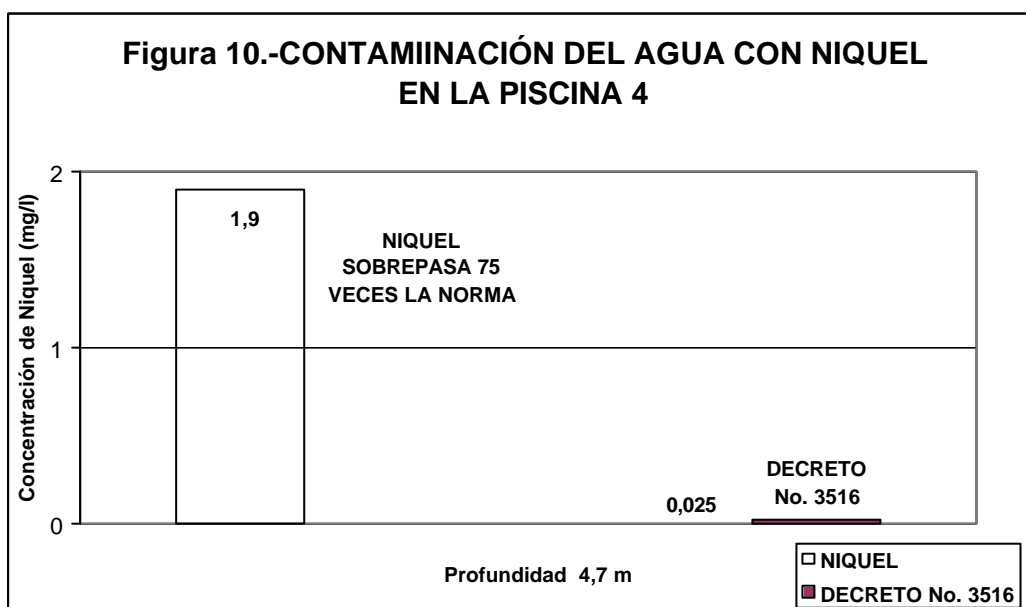 Figura 10.-CONTAMIINACIÓN DEL AGUA CON NIQUEL
EN LA PISCINA 4
Concentración de Niquel (mg/l)
2
1
0
1,9
NIQUEL
SOBREPASA 75
VECES LA NORMA
0,025
DECRETO
No. 3516
Profundidad 4,7 m
NIQUEL
DECRETO No. 3516